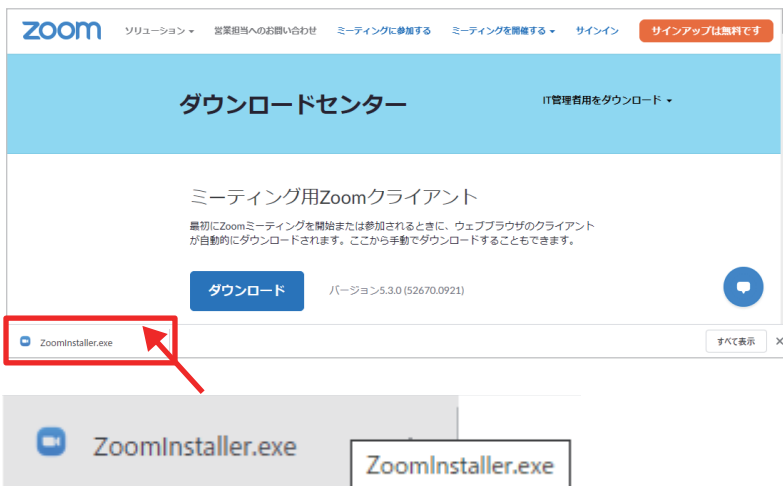 zoom ソリューション 営業担当へのお問い合わせ ミーティングに参加する ミーティングを開催する サインイン サインアップは無料です
ダウンロードセンター IT管理者用をダウンロード
ミーティング用Zoomクライアント
最初にZoomミーティングを開始または参加されるときに、ウェブブラウザのクライアント
が自動的にダウンロードされます。ここから手動でダウンロードすることもできます。
ダウンロード バージョン5.3.0 (52670.0921)
ZoomInstaller.exe すべて表示
ZoomInstaller.exe
ZoomInstaller.exe